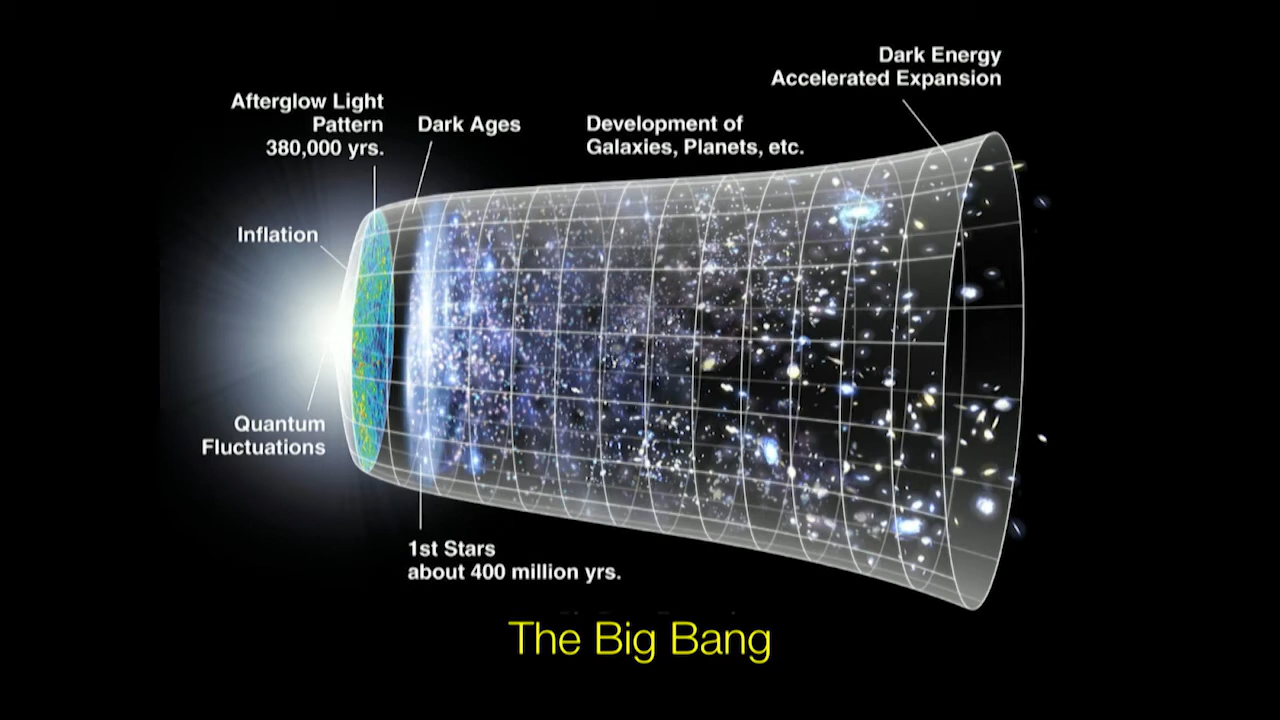 Dark Energy
Accelerated Expansion
Afterglow Light
Pattern
380,000 yrs.
Dark Ages
Development of
Galaxies, Planets, etc.
Inflation
Quantum
Fluctuations
1st Stars
about 400 million yrs.
The Big Bang